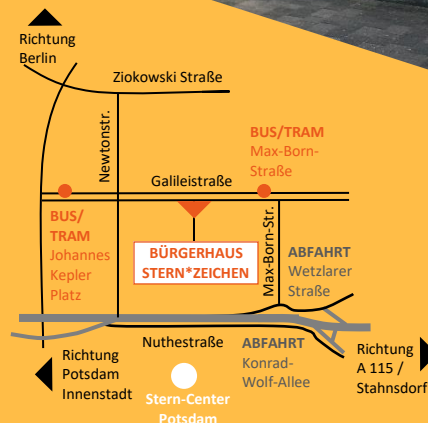 Richtung
Berlin
Ziokowski Straße
Newtonstr.
BUS/TRAM
Max-Born-
Straße
Galileistraße
BUS/
TRAM
Johannes
Kepler
Platz
BÜRGERHAUS
STERN*ZEICHEN
Max-Born-Str.
ABFAHRT
Wetzlarer
Straße
Nuthestraße
ABFAHRT
Konrad-
Wolf-Allee
Richtung
Potsdam
Innenstadt
Richtung
A 115 /
Stahnsdorf
Stern-Center
Potsdam